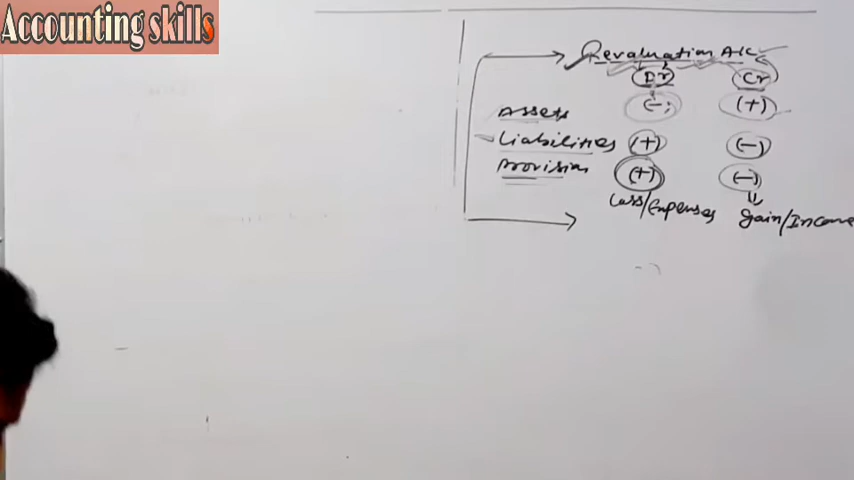 Accounting skills
Revaluation A/c
Dr Cr
Assets (-) (+)
Liabilities (+) (-)
Provision (+) (-)
Loss/Expenses Gain/Income